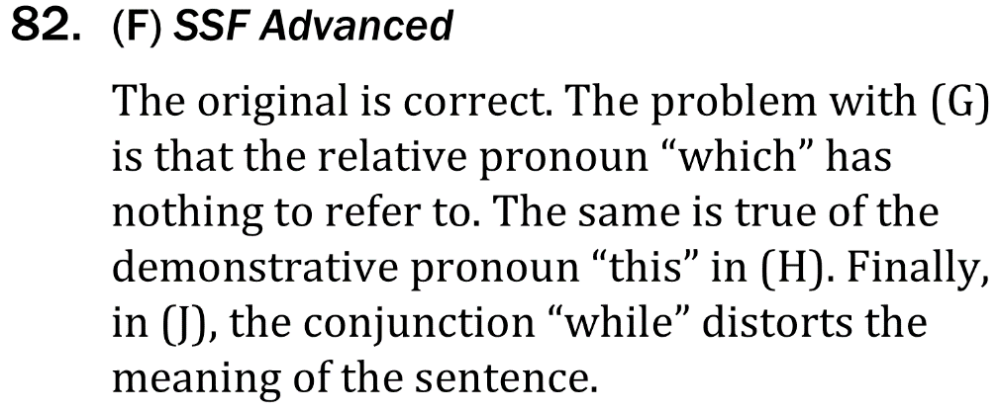 82. (F) SSF Advanced
The original is correct. The problem with (G)
is that the relative pronoun “which” has
nothing to refer to. The same is true of the
demonstrative pronoun “this” in (H). Finally,
in (J), the conjunction “while” distorts the
meaning of the sentence.